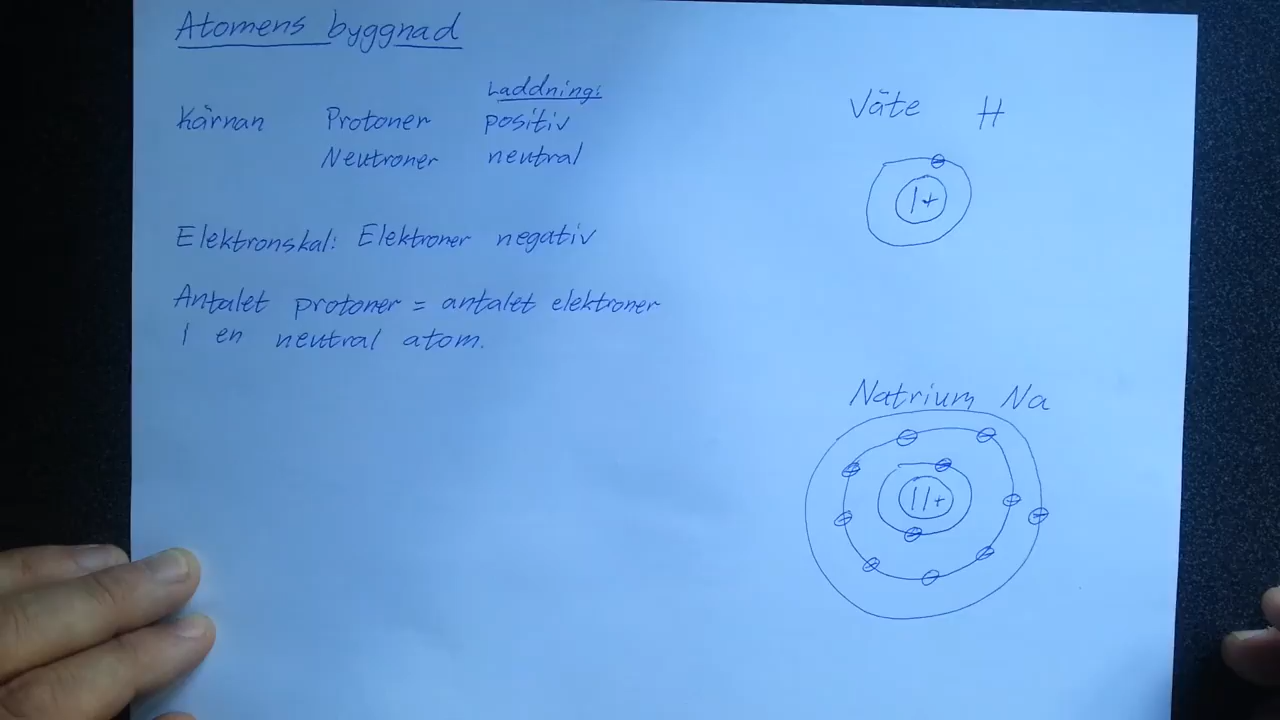 Atomens byggnad
Laddning:
Kärnan Protoner positiv
Neutroner neutral
Elektronskal: Elektroner negativ
Antalet protoner = antalet elektroner
I en neutral atom.
Väte H
1+
Natrium Na
11+